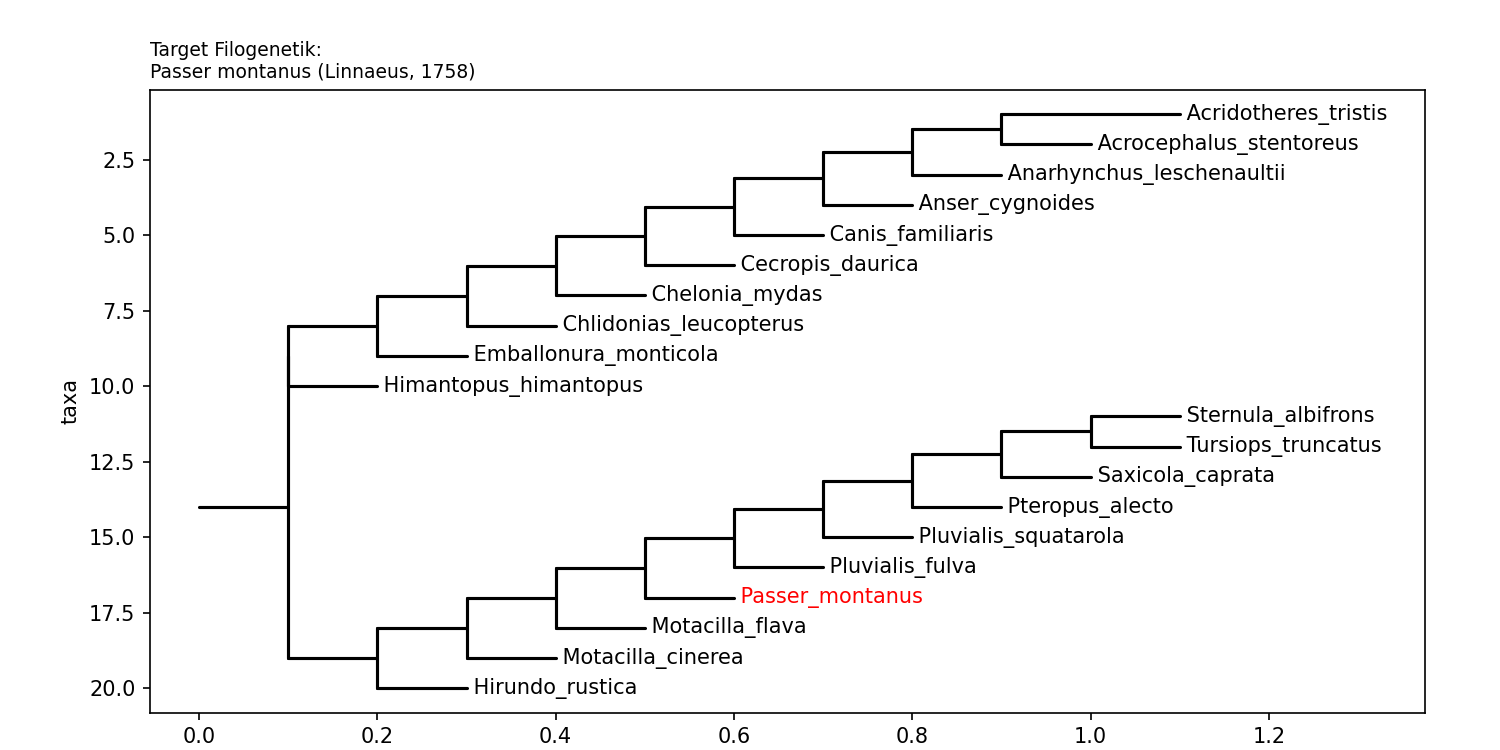 Target Filogenetik:
Passer montanus (Linnaeus, 1758)
Acridotheres_tristis
Acrocephalus_stentoreus
2.5
Anarhynchus_leschenaultii
Anser_cygnoides
5.0
Canis_familiaris
Cecropis_daurica
Chelonia_mydas
7.5
Chlidonias_leucopterus
Emballonura_monticola
10.0
Himantopus_himantopus
taxa
Sternula_albifrons
Tursiops_truncatus
12.5
Saxicola_caprata
Pteropus_alecto
15.0
Pluvialis_squatarola
Pluvialis_fulva
Passer_montanus
17.5
Motacilla_flava
Motacilla_cinerea
20.0
Hirundo_rustica
0.0 0.2 0.4 0.6 0.8 1.0 1.2